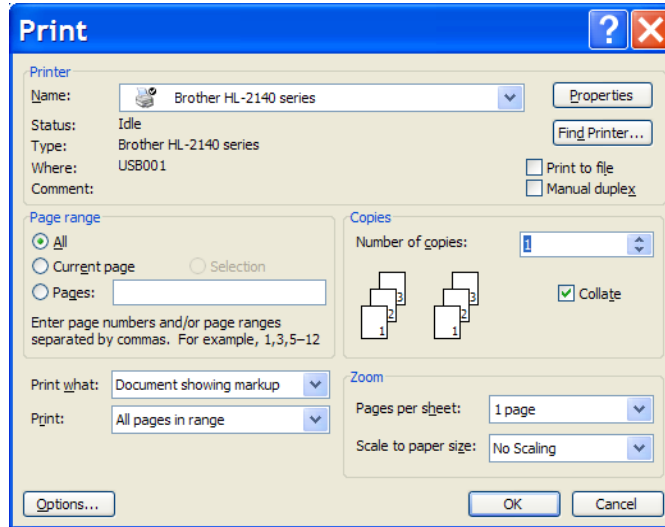 Print
Printer
Name: Brother HL-2140 series Properties
Status: Idle
Type: Brother HL-2140 series Find Printer...
Where: USB001
Print to file
Comment:
Manual duplex
Page range
All
Current page Selection
Pages:
Enter page numbers and/or page ranges
separated by commas. For example, 1,3,5–12
Copies
Number of copies: 1
3 3
2 2
1 1
Collate
Print what: Document showing markup
Print: All pages in range
Zoom
Pages per sheet: 1 page
Scale to paper size: No Scaling
Options... OK Cancel